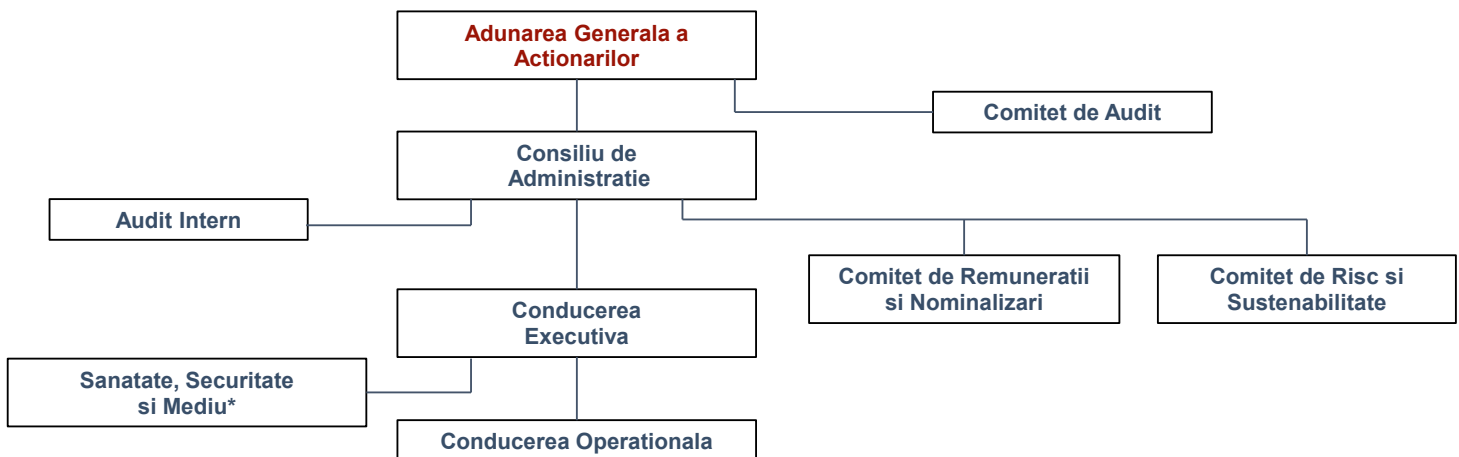 Adunarea Generala a
Actionarilor
Comitet de Audit
Consiliu de
Administratie
Audit Intern
Comitet de Remuneratii
si Nominalizari
Comitet de Risc si
Sustenabilitate
Conducerea
Executiva
Sanatate, Securitate
si Mediu*
Conducerea Operationala